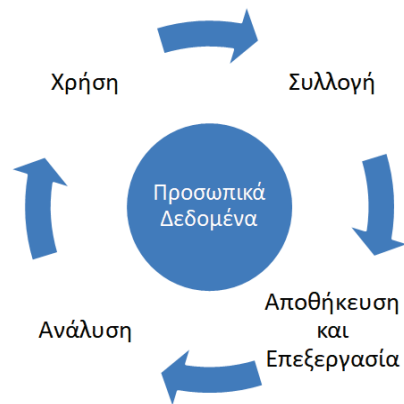 Χρήση
Συλλογή
Προσωπικά
Δεδομένα
Αποθήκευση
και
Επεξεργασία
Ανάλυση